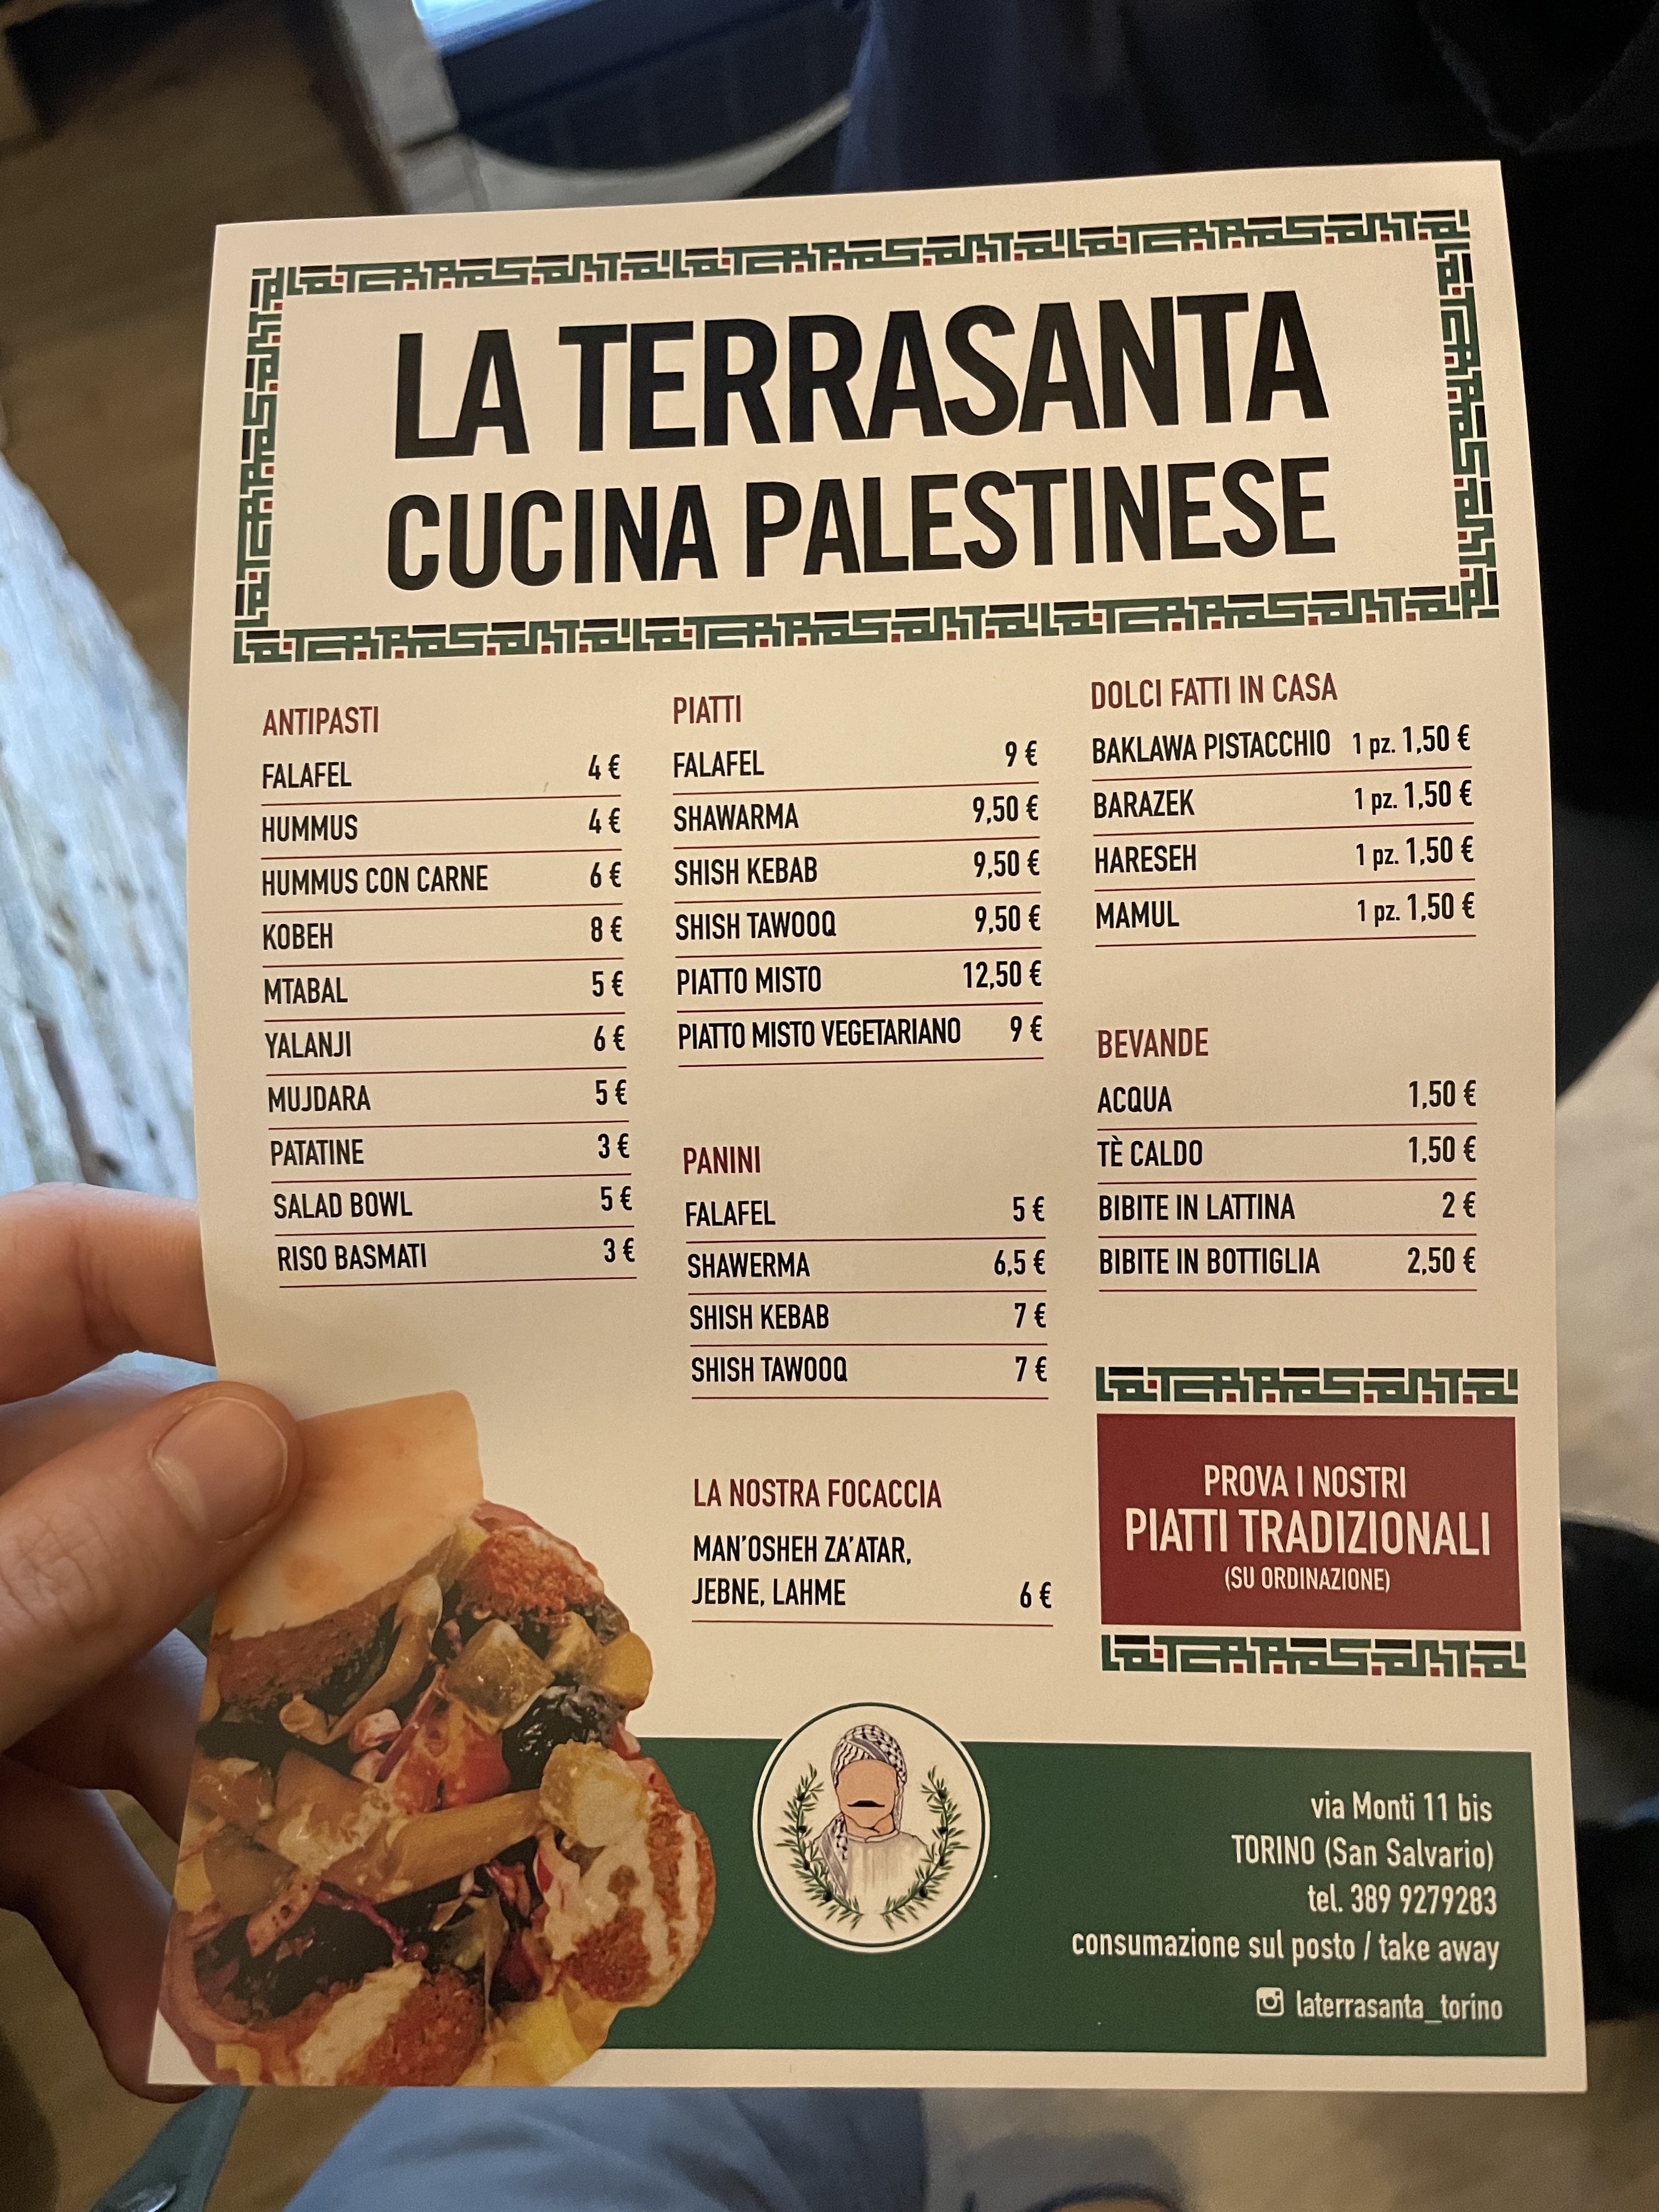 LA TERRASANTA
CUCINA PALESTINESE
ANTIPASTI
FALAFEL 4 €
HUMMUS 4 €
HUMMUS CON CARNE 6 €
KOBEH 8 €
MTABAL 5 €
YALANJI 6 €
MUJDARA 5 €
PATATINE 3 €
SALAD BOWL 5 €
RISO BASMATI 3 €
PIATTI
FALAFEL 9 €
SHAWARMA 9,50 €
SHISH KEBAB 9,50 €
SHISH TAWOOQ 9,50 €
PIATTO MISTO 12,50 €
PIATTO MISTO VEGETARIANO 9 €
PANINI
FALAFEL 5 €
SHAWERMA 6,5 €
SHISH KEBAB 7 €
SHISH TAWOOQ 7 €
LA NOSTRA FOCACCIA
MAN'OSHEH ZA'ATAR,
JEBNE, LAHME 6 €
DOLCI FATTI IN CASA
BAKLAWA PISTACCHIO 1 pz. 1,50 €
BARAZEK 1 pz. 1,50 €
HARESEH 1 pz. 1,50 €
MAMUL 1 pz. 1,50 €
BEVANDE
ACQUA 1,50 €
TÈ CALDO 1,50 €
BIBITE IN LATTINA 2 €
BIBITE IN BOTTIGLIA 2,50 €
laTERRaSanTa!
PROVA I NOSTRI
PIATTI TRADIZIONALI
(SU ORDINAZIONE)
laTERRaSanTa!
via Monti 11 bis
TORINO (San Salvario)
tel. 389 9279283
consumazione sul posto / take away
laterrasanta_torino